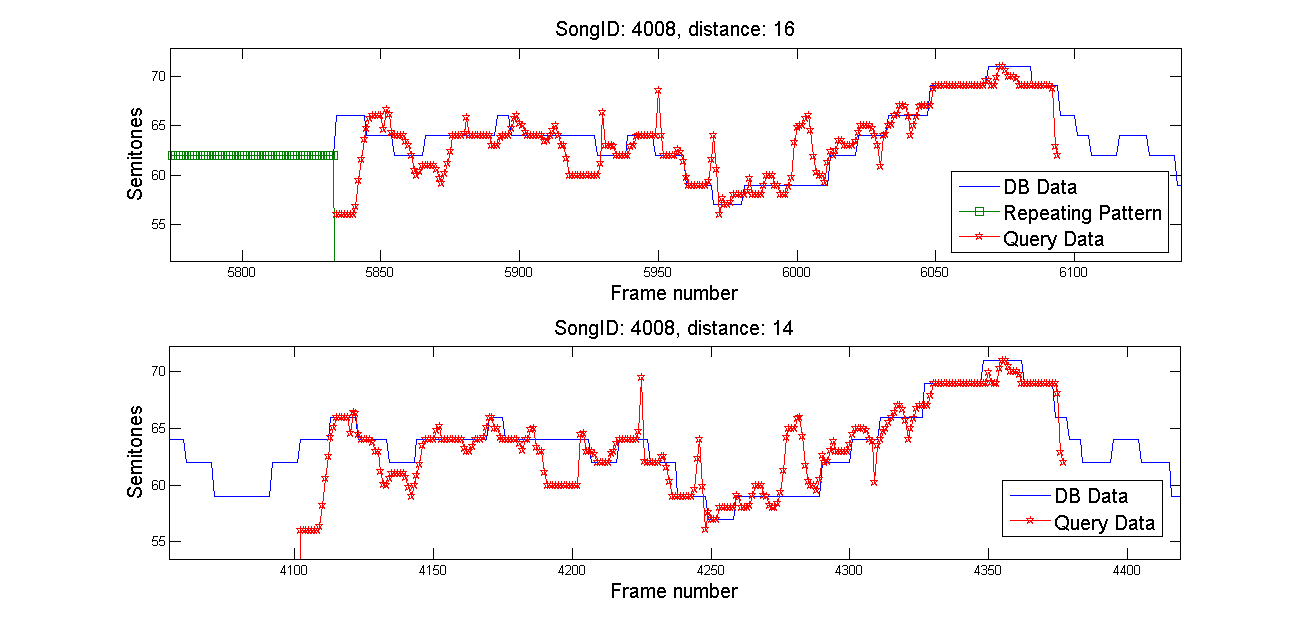 SongID: 4008, distance: 16
70
65
60
55
Semitones
DB Data
Repeating Pattern
Query Data
5800 5850 5900 5950 6000 6050 6100
Frame number
SongID: 4008, distance: 14
70
65
60
55
Semitones
DB Data
Query Data
4100 4150 4200 4250 4300 4350 4400
Frame number